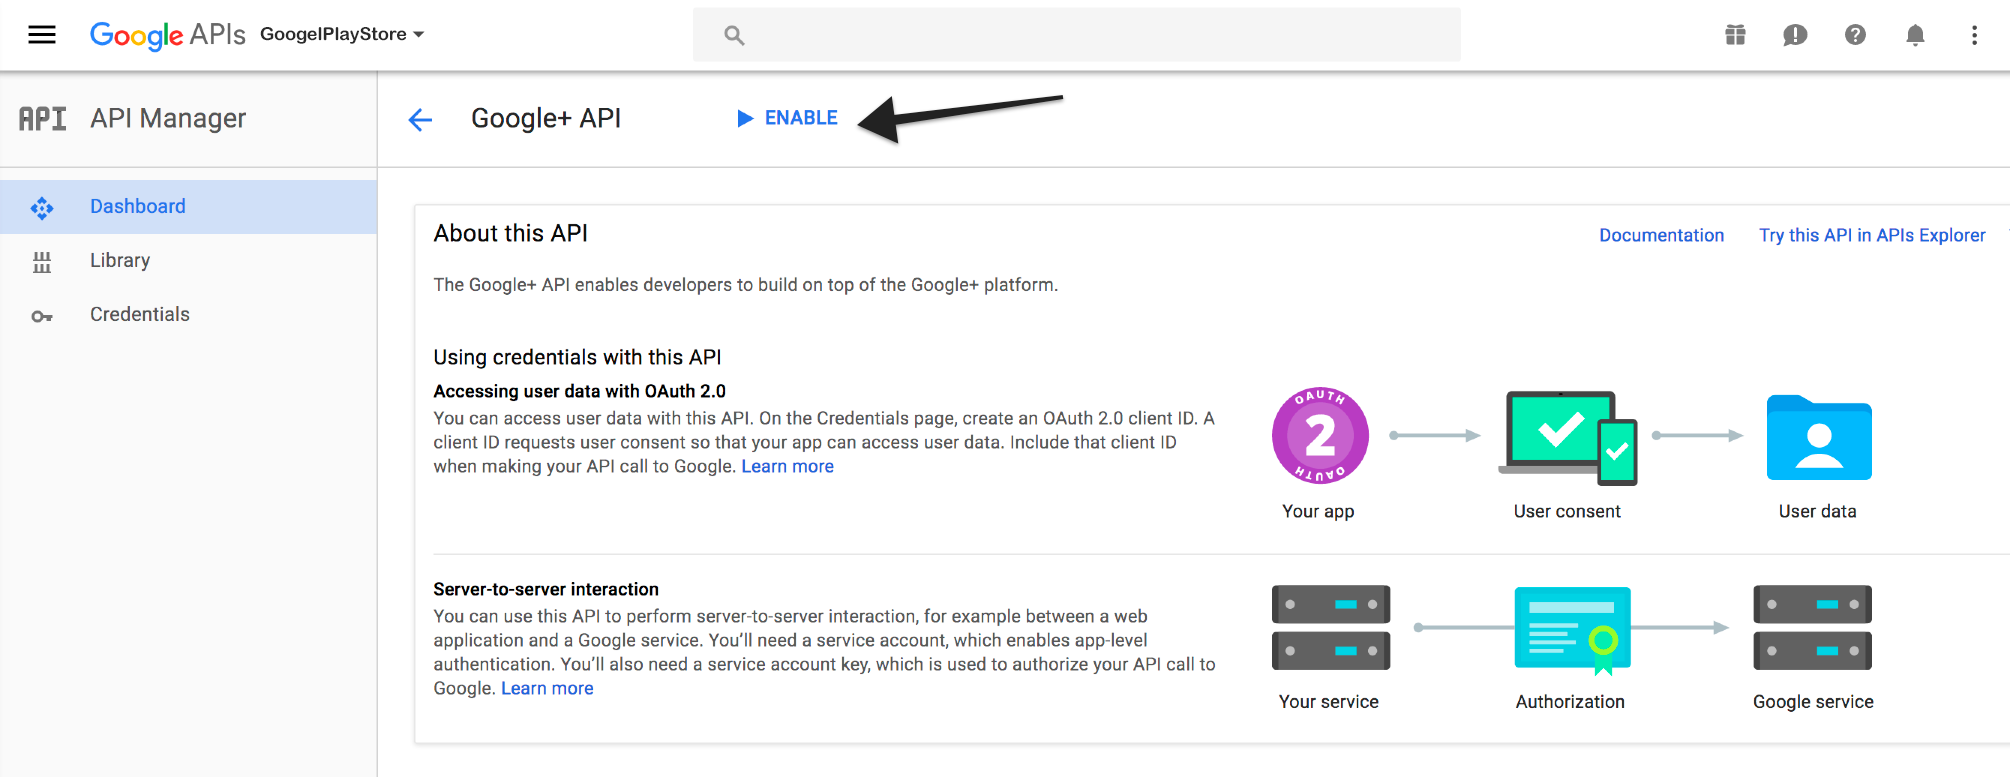 Google APIs GoogelPlayStore
API API Manager
Google+ API ENABLE
Dashboard
Library
Credentials
About this API
Documentation Try this API in APIs Explorer
The Google+ API enables developers to build on top of the Google+ platform.
Using credentials with this API
Accessing user data with OAuth 2.0
You can access user data with this API. On the Credentials page, create an OAuth 2.0 client ID. A
client ID requests user consent so that your app can access user data. Include that client ID
when making your API call to Google. Learn more
OAUTH
2
OAUTH
Your app User consent User data
Server-to-server interaction
You can use this API to perform server-to-server interaction, for example between a web
application and a Google service. You’ll need a service account, which enables app-level
authentication. You’ll also need a service account key, which is used to authorize your API call to
Google. Learn more
Your service Authorization Google service